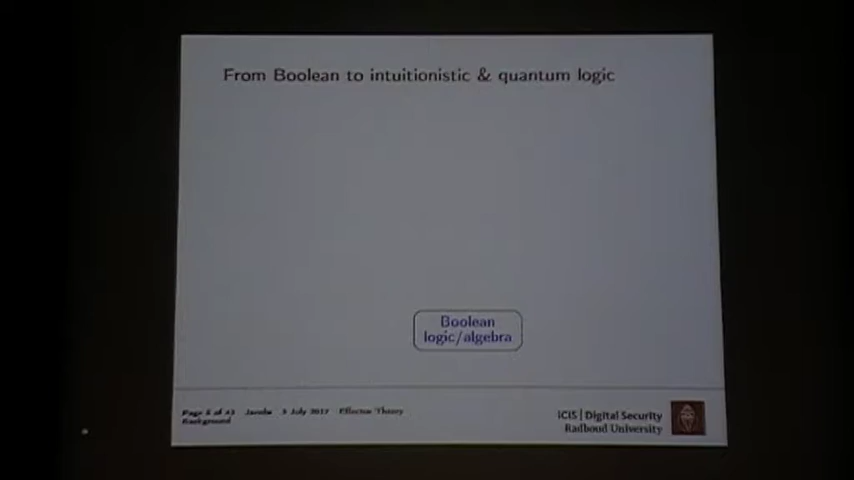 From Boolean to intuitionistic & quantum logic
Boolean
logic/algebra
Page 5 of 43 Jacobs 3 July 2017 Effectus Theory
Background
iCIS | Digital Security
Radboud University